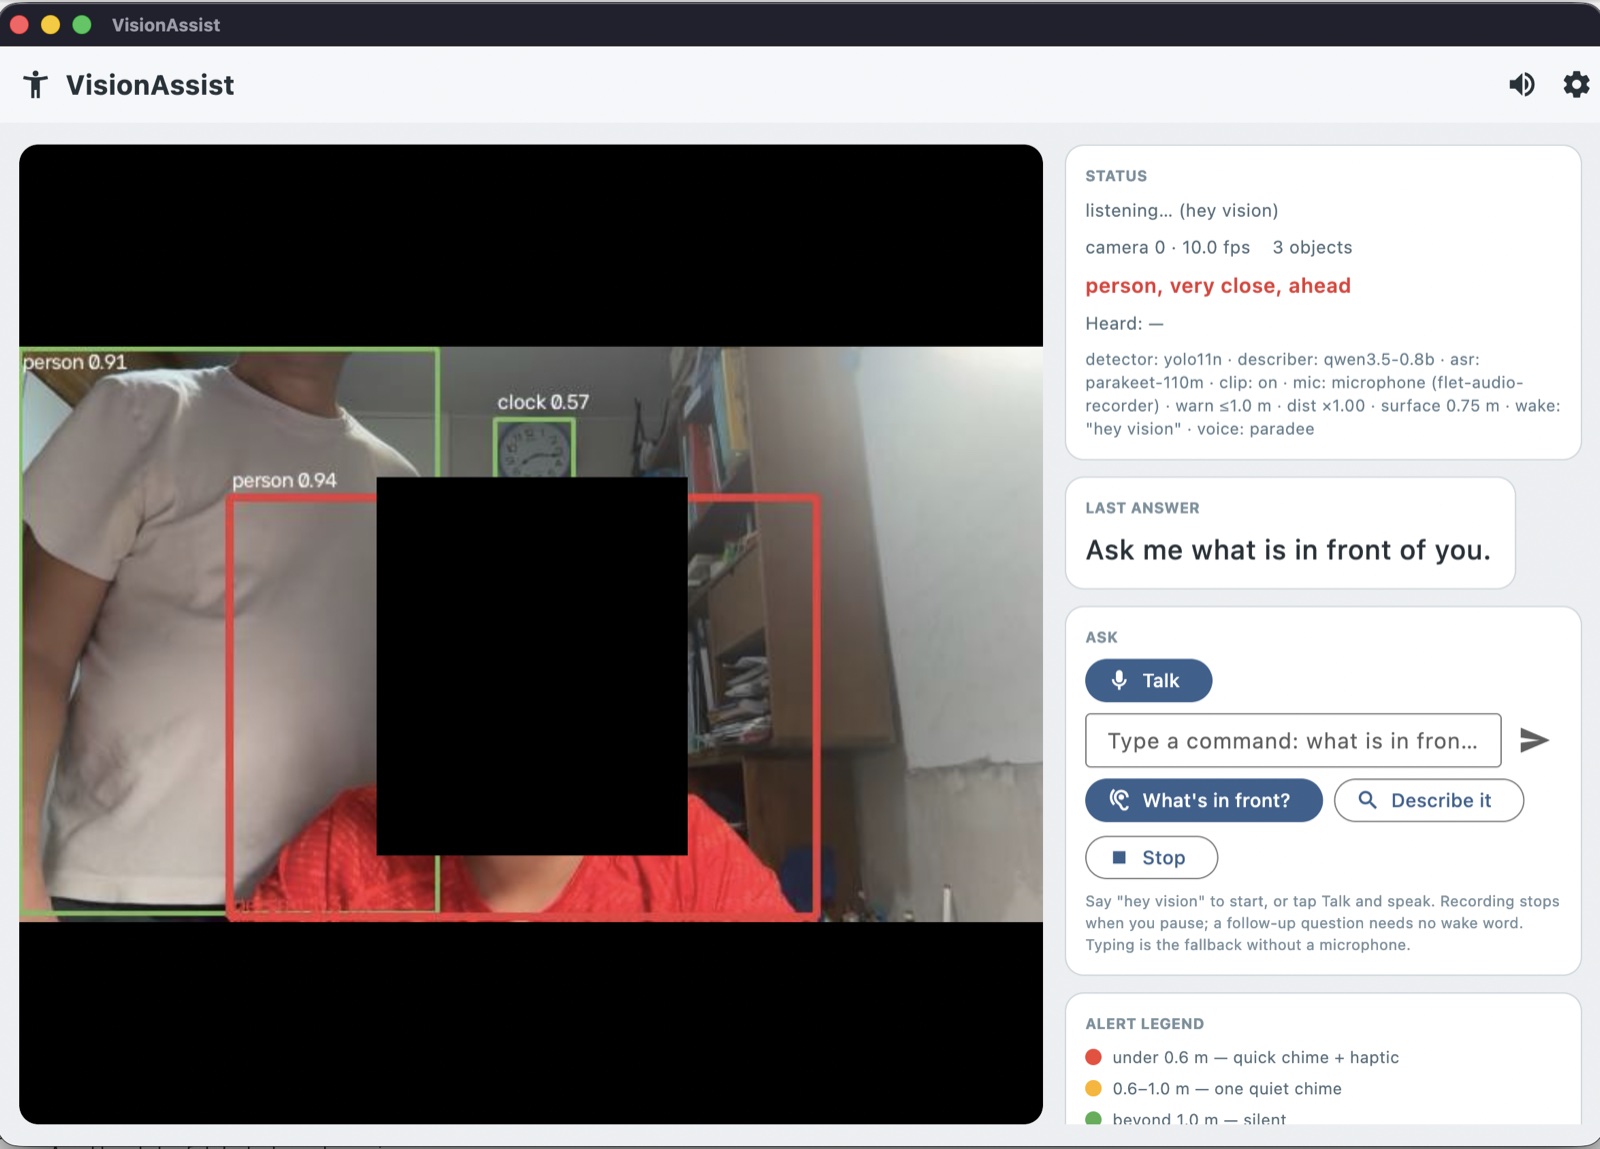 VisionAssist
VisionAssist
person 0.91
clock 0.57
person 0.94
STATUS
listening... (hey vision)
camera 0 · 10.0 fps 3 objects
person, very close, ahead
Heard: —
detector: yolo11n · describer: qwen3.5-0.8b · asr:
parakeet-110m · clip: on · mic: microphone (flet-audio-
recorder) · warn ≤1.0 m · dist ×1.00 · surface 0.75 m · wake:
"hey vision" · voice: paradee
LAST ANSWER
Ask me what is in front of you.
ASK
Talk
Type a command: what is in fron...
What's in front?
Describe it
Stop
Say "hey vision" to start, or tap Talk and speak. Recording stops
when you pause; a follow-up question needs no wake word.
Typing is the fallback without a microphone.
ALERT LEGEND
under 0.6 m — quick chime + haptic
0.6–1.0 m — one quiet chime
beyond 1.0 m — silent